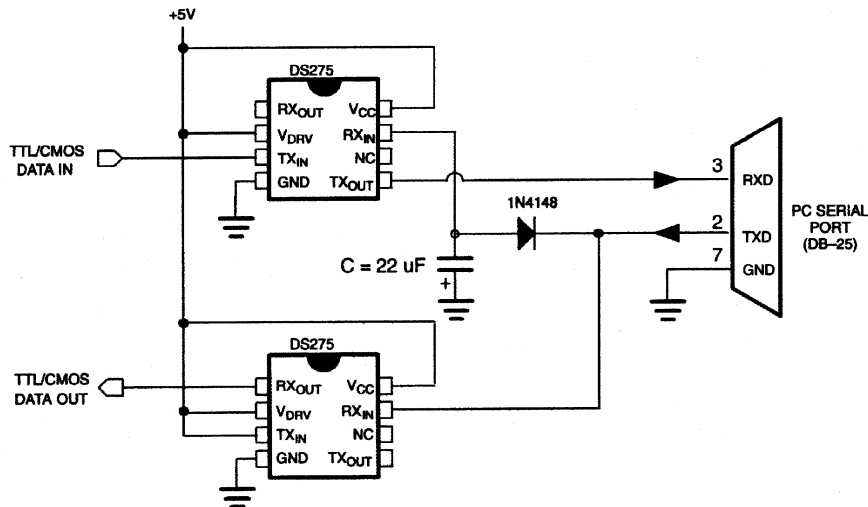 +5V
DS275
RXOUT
VCC
VDRV
RXIN
TXIN
NC
GND
TXOUT
TTL/CMOS
DATA IN
1N4148
C = 22 uF
+
3
RXD
2
TXD
7
GND
PC SERIAL
PORT
(DB–25)
DS275
RXOUT
VCC
VDRV
RXIN
TXIN
NC
GND
TXOUT
TTL/CMOS
DATA OUT